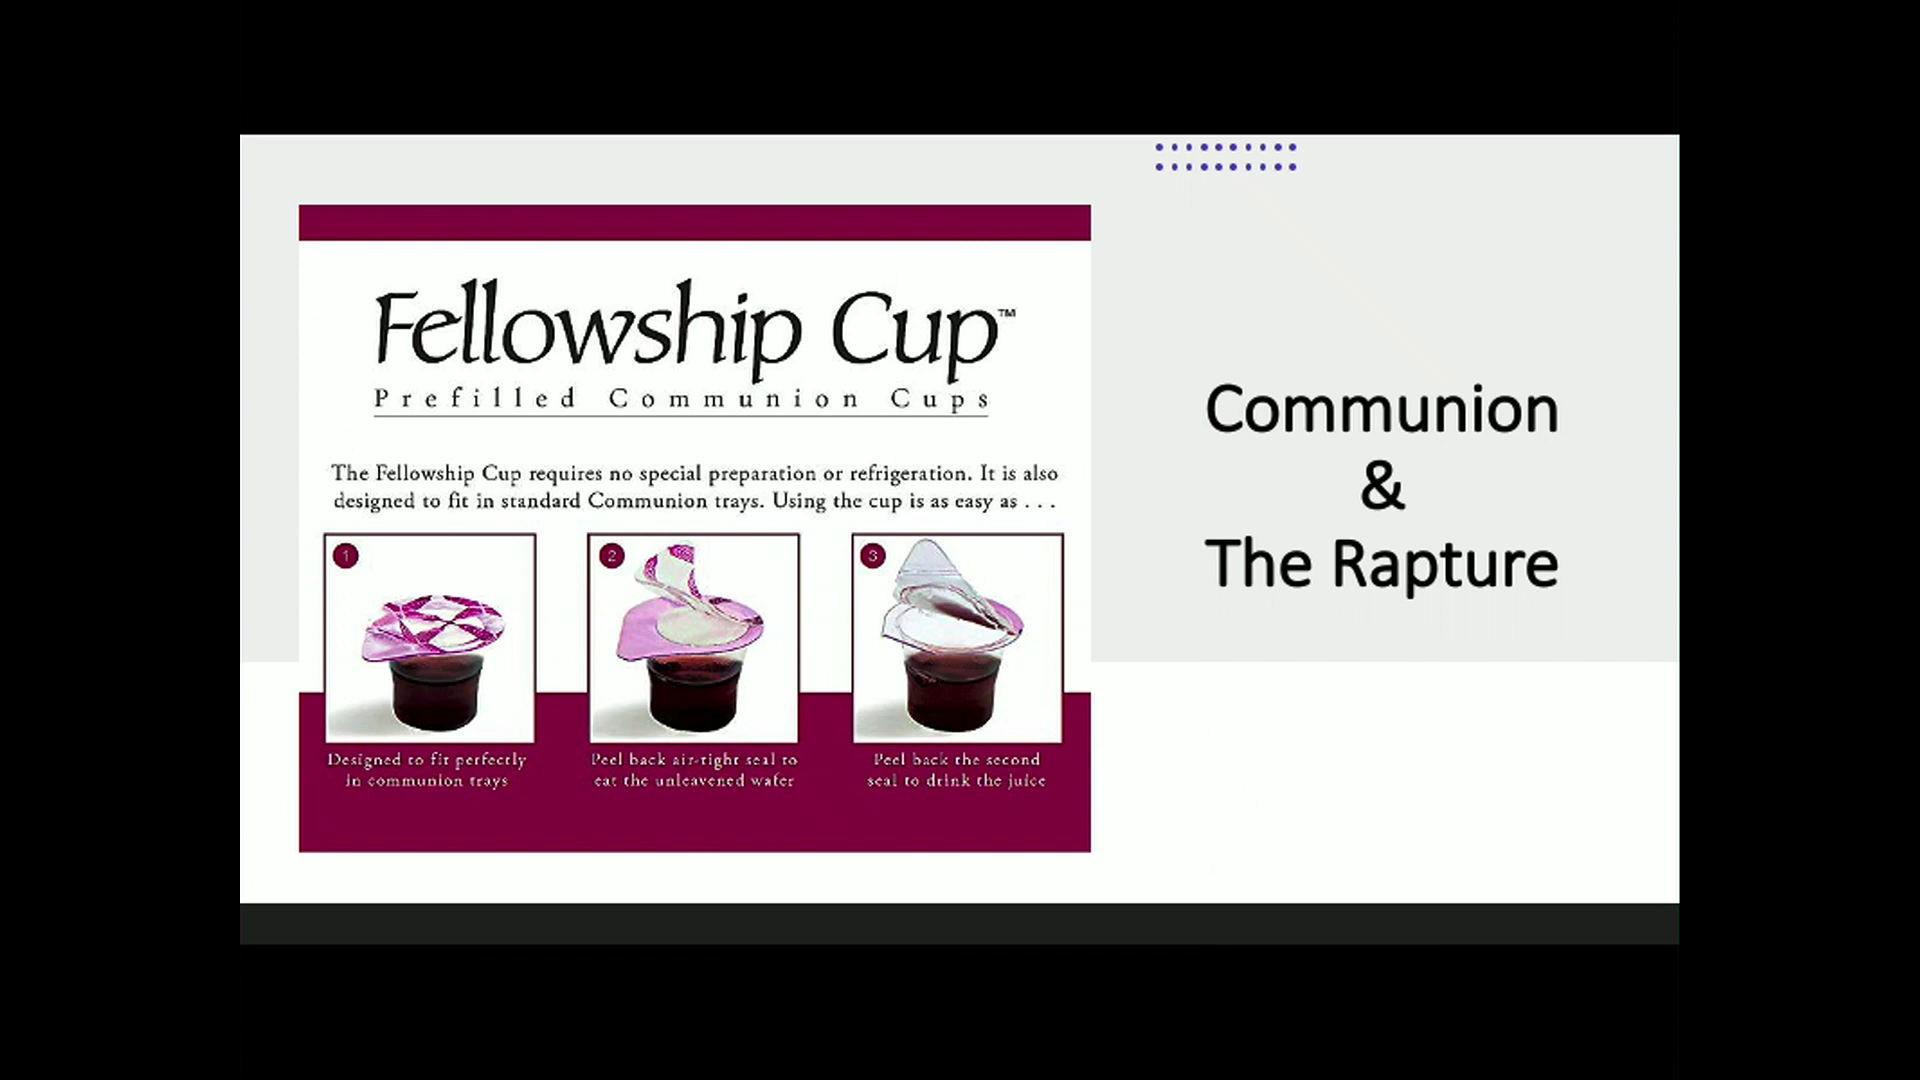 Fellowship Cup™
Prefilled Communion Cups
The Fellowship Cup requires no special preparation or refrigeration. It is also
designed to fit in standard Communion trays. Using the cup is as easy as . . .
1
2
3
Designed to fit perfectly
in communion trays
Peel back air-tight seal to
eat the unleavened wafer
Peel back the second
seal to drink the juice
Communion
&
The Rapture